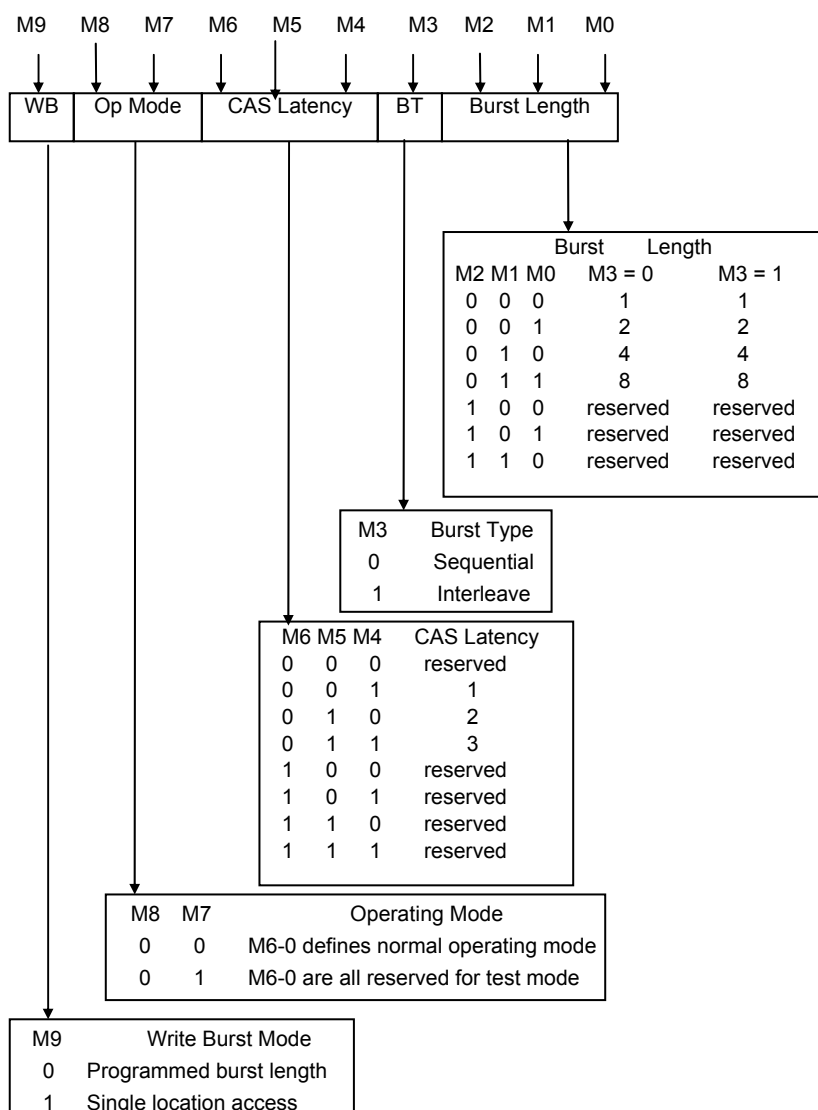 M9 M8 M7 M6 M5 M4 M3 M2 M1 M0
WB Op Mode CAS Latency BT Burst Length
Burst Length
M2 M1 M0 M3 = 0 M3 = 1
0 0 0 1 1
0 0 1 2 2
0 1 0 4 4
0 1 1 8 8
1 0 0 reserved reserved
1 0 1 reserved reserved
1 1 0 reserved reserved
M3 Burst Type
0 Sequential
1 Interleave
M6 M5 M4 CAS Latency
0 0 0 reserved
0 0 1 1
0 1 0 2
0 1 1 3
1 0 0 reserved
1 0 1 reserved
1 1 0 reserved
1 1 1 reserved
M8 M7 Operating Mode
0 0 M6-0 defines normal operating mode
0 1 M6-0 are all reserved for test mode
M9 Write Burst Mode
0 Programmed burst length
1 Single location access